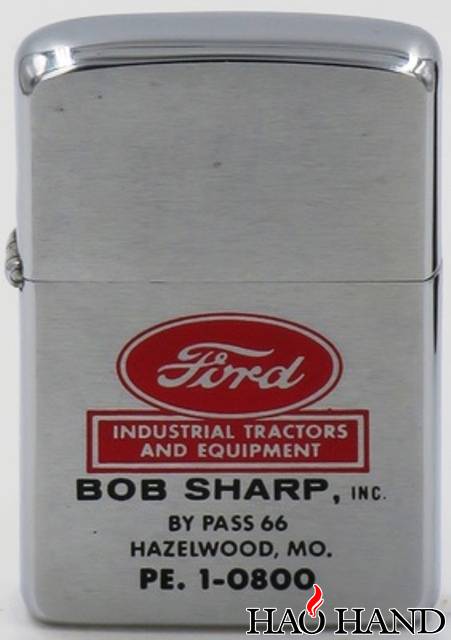 Ford
INDUSTRIAL TRACTORS
AND EQUIPMENT
BOB SHARP, INC.
BY PASS 66
HAZELWOOD, MO.
PE. 1-0800
HAO HAND